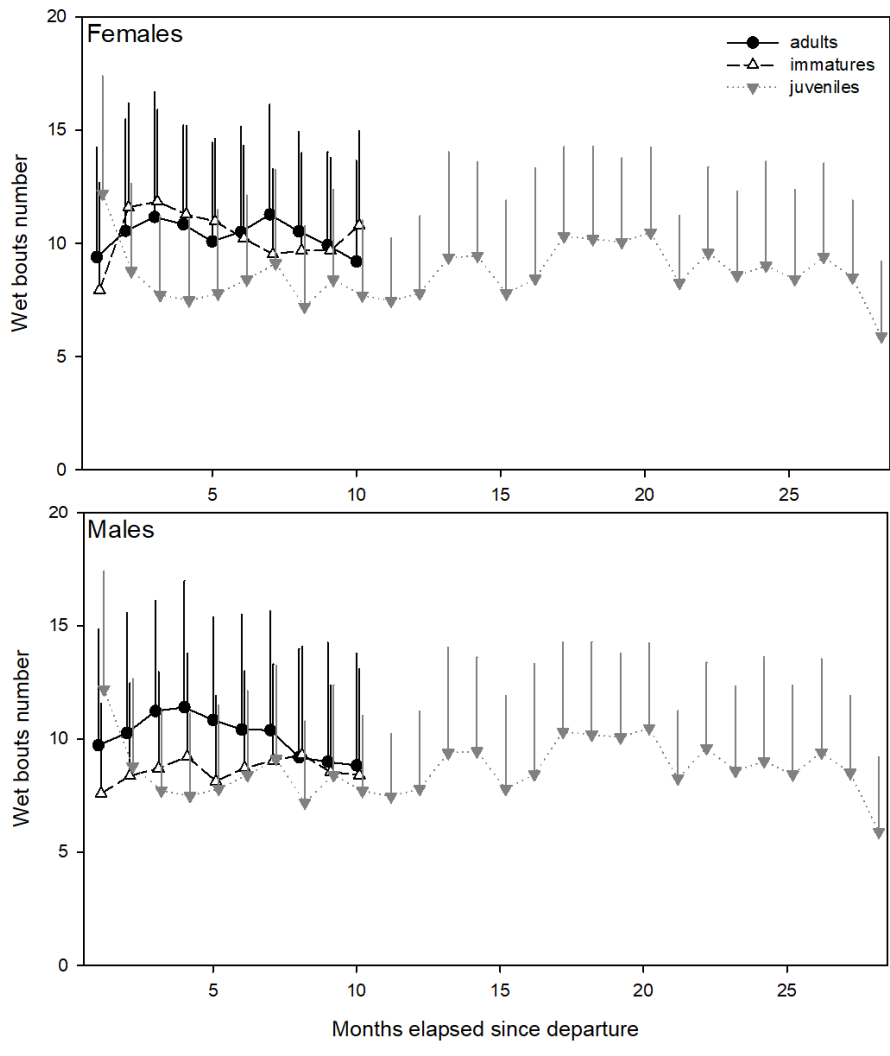 Females
adults
immatures
juveniles
20
15
10
5
0
Wet bouts number
5 10 15 20 25
Males
20
15
10
5
0
Wet bouts number
5 10 15 20 25
Months elapsed since departure